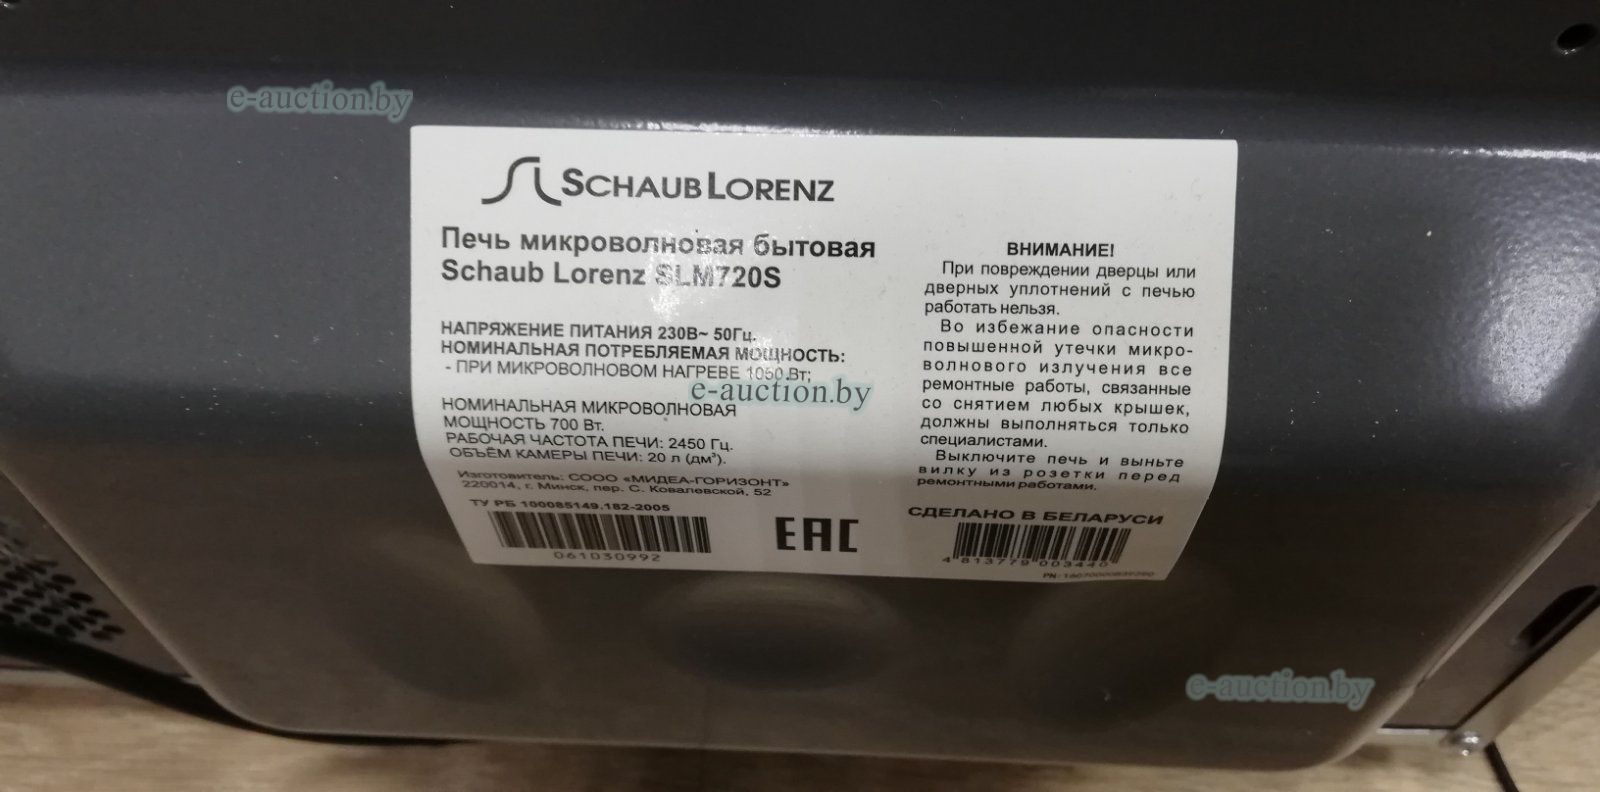 e-auction.by
SCHAUB LORENZ
Печь микроволновая бытовая
Schaub Lorenz SLM720S
НАПРЯЖЕНИЕ ПИТАНИЯ 230В~ 50Гц.
НОМИНАЛЬНАЯ ПОТРЕБЛЯЕМАЯ МОЩНОСТЬ:
- ПРИ МИКРОВОЛНОВОМ НАГРЕВЕ 1050 Вт;
e-auction.by
НОМИНАЛЬНАЯ МИКРОВОЛНОВАЯ
МОЩНОСТЬ 700 Вт.
РАБОЧАЯ ЧАСТОТА ПЕЧИ: 2450 Гц.
ОБЪЁМ КАМЕРЫ ПЕЧИ: 20 л (дм³).
Изготовитель: СООО «МИДЕА-ГОРИЗОНТ»
220014, г. Минск, пер. С. Ковалевской, 52
ТУ РБ 100085149.182-2005
061030992
EAC
ВНИМАНИЕ!
При повреждении дверцы или
дверных уплотнений с печью
работать нельзя.
Во избежание опасности
повышенной утечки микро-
волнового излучения все
ремонтные работы, связанные
со снятием любых крышек,
должны выполняться только
специалистами.
Выключите печь и выньте
вилку из розетки перед
ремонтными работами.
СДЕЛАНО В БЕЛАРУСИ
4 813779 003440
PN:
e-auction.by